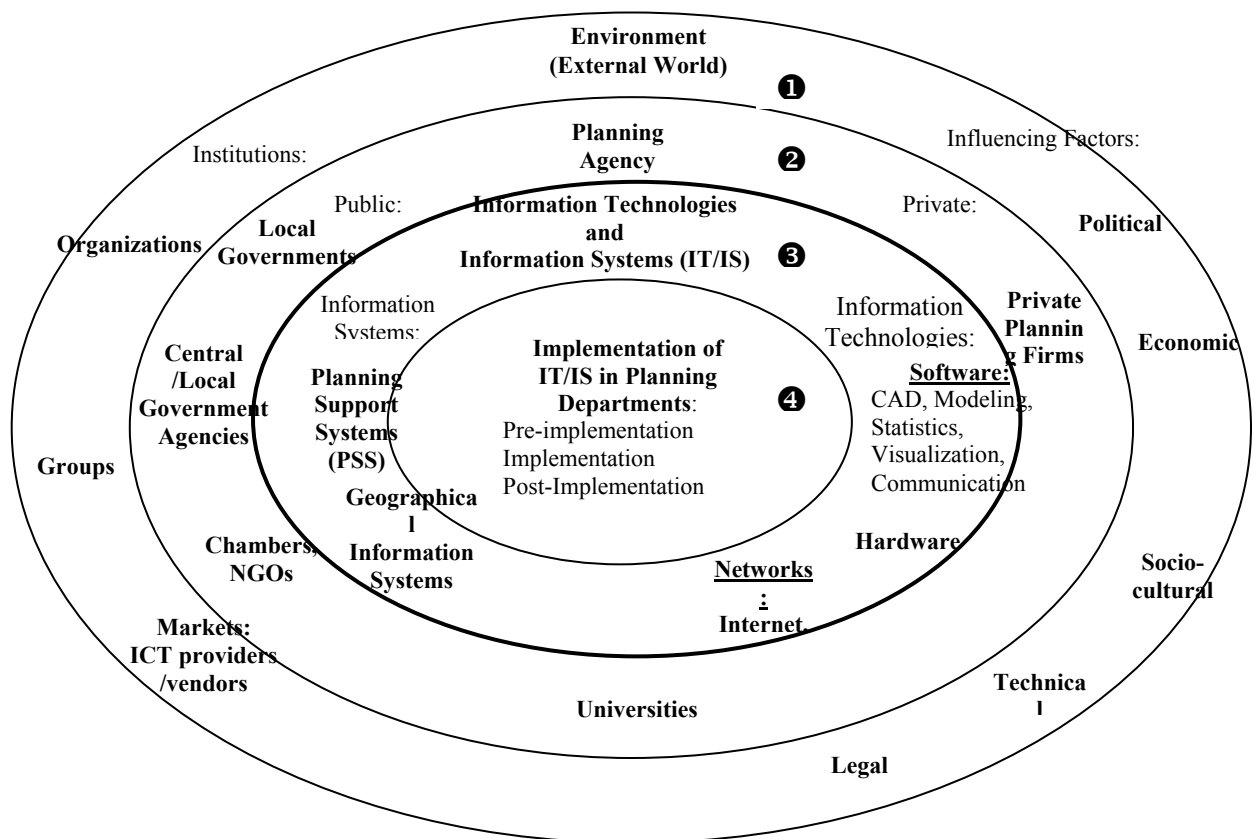 Environment
(External World)
❶
Planning
Agency
❷
Institutions:
Influencing Factors:
Public:
Private:
Information Technologies
and
Information Systems (IT/IS)
❸
Organizations
Local
Governments
Political
Information
Systems:
Information
Technologies:
Private
Plannin
g Firms
Economic
Central
/Local
Government
Agencies
Planning
Support
Systems
(PSS)
Implementation of
IT/IS in Planning
Departments:
❹
Pre-implementation
Implementation
Post-Implementation
Software:
CAD, Modeling,
Statistics,
Visualization,
Communication
Groups
Geographica
l
Information
Systems
Hardware
Chambers,
NGOs
Networks
:
Internet.
Socio-
cultural
Markets:
ICT providers
/vendors
Universities
Technica
l
Legal